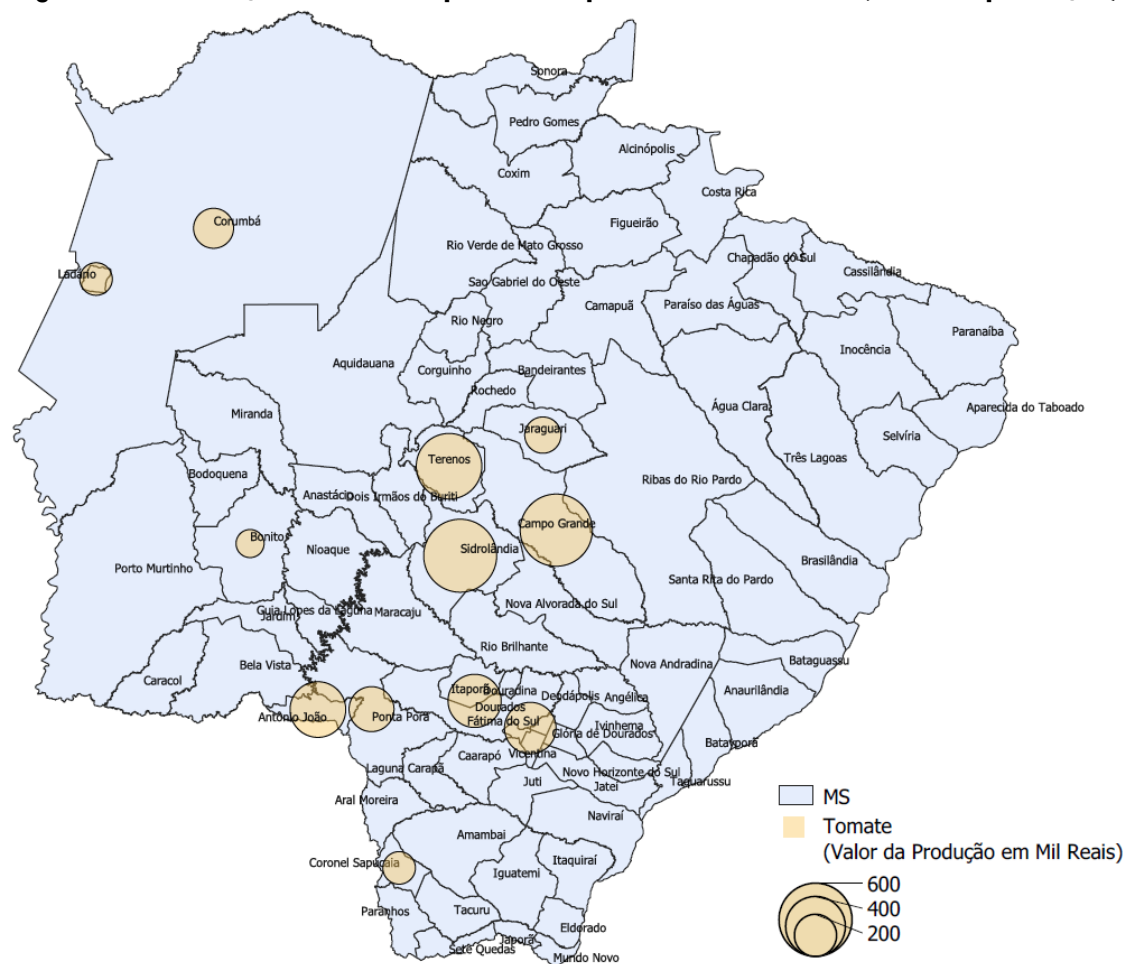 Sonora
Pedro Gomes
Alcinópolis
Coxim
Costa Rica
Corumbá
Figueirão
Rio Verde de Mato Grosso
Chapadão do Sul
Cassilândia
Ladário
Sao Gabriel do Oeste
Camapuã
Paraíso das Águas
Rio Negro
Paranaíba
Inocência
Aquidauana
Corguinho
Bandeirantes
Rochedo
Água Clara
Aparecida do Taboado
Miranda
Jaraguari
Selvíria
Terenos
Três Lagoas
Bodoquena
Ribas do Rio Pardo
Anastácio
Dois Irmãos do Buriti
Campo Grande
Bonito
Nioaque
Sidrolândia
Brasilândia
Porto Murtinho
Santa Rita do Pardo
Nova Alvorada do Sul
Guia Lopes da Laguna
Jardim
Maracaju
Rio Brilhante
Bela Vista
Nova Andradina
Bataguassu
Caracol
Itaporã
Douradina
Deodápolis
Angélica
Anaurilândia
Antônio João
Ponta Porã
Dourados
Fátima do Sul
Ivinhema
Glória de Dourados
Batayporã
Vicentina
Caarapó
Laguna Carapã
Novo Horizonte do Sul
Juti
Jateí
Taquarussu
Aral Moreira
Naviraí
Amambai
Coronel Sapucaia
Itaquiraí
Iguatemi
Paranhos
Tacuru
Eldorado
Sete Quedas
Japorã
Mundo Novo
MS
Tomate
(Valor da Produção em Mil Reais)
600
400
200